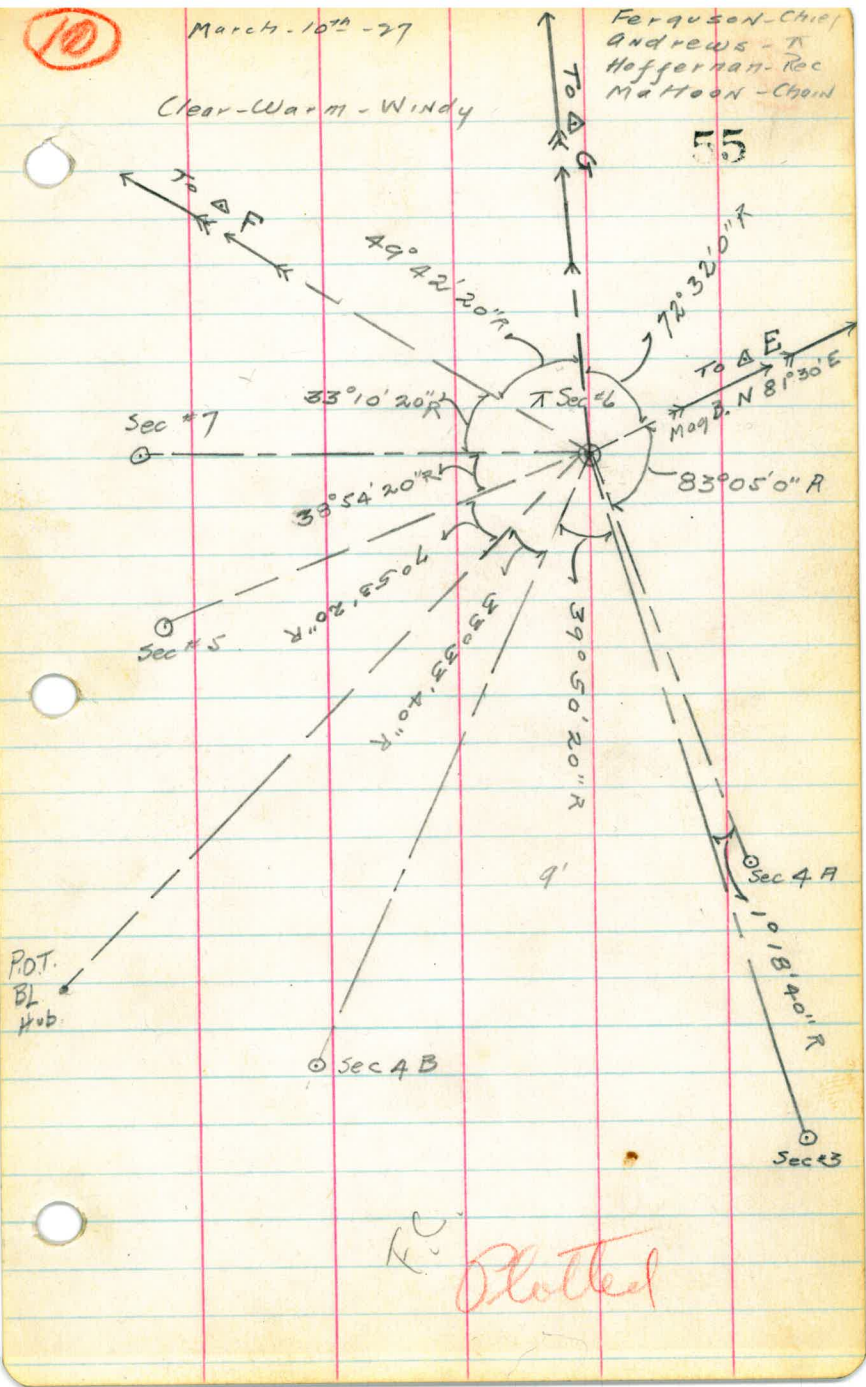 10
March-10th-27
Ferguson-Chief
Andrews - π
Heffernan-Rec
Mattoon-Chain
Clear-Warm-Windy
55
To △ G
To △ F
49° 42' 20" R
72° 32' 0" R
To △ E
Mag B. N 81°30' E
33° 10' 20" R
π Sec #6
Sec #7
83° 05' 0" R
38° 54' 20" R
7° 53' 20" R
Sec #5
33° 33' 40" R
39° 50' 20" R
9'
Sec 4 A
1° 18' 40" R
P.O.T.
BL
Hub
Sec 4 B
Sec #3
F.C.
Plotted